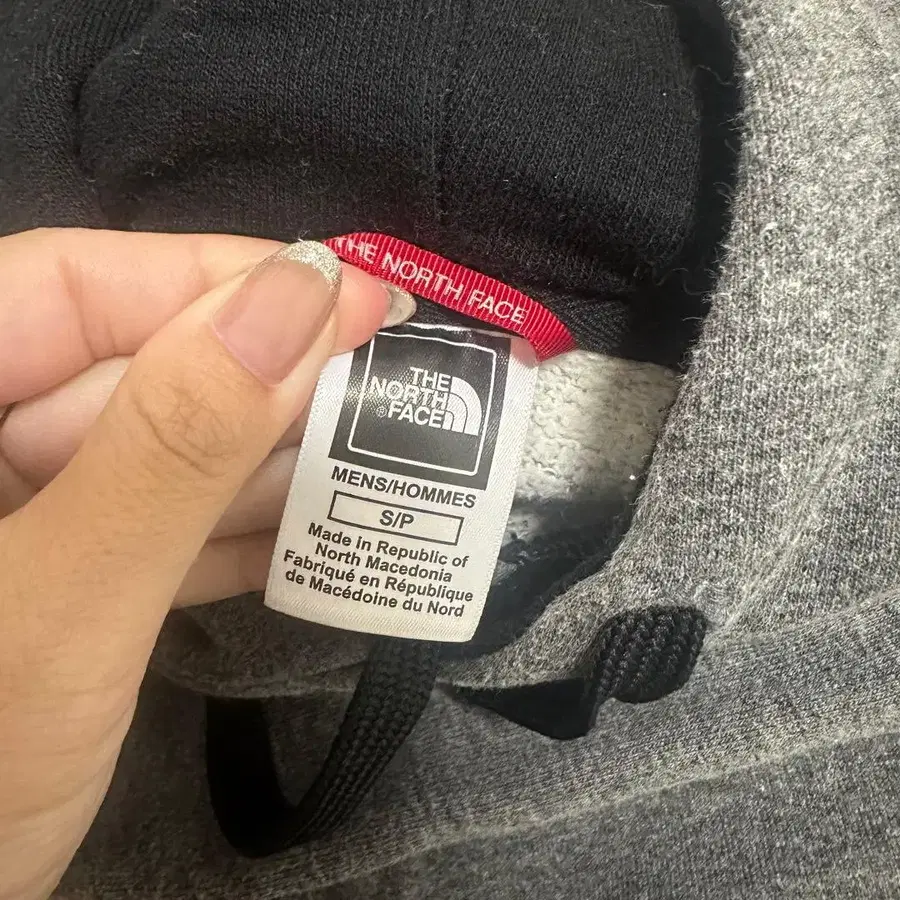 THE NORTH FACE
THE
NORTH
FACE
MENS/HOMMES
S/P
Made in Republic of
North Macedonia
Fabriqué en République
de Macédoine du Nord